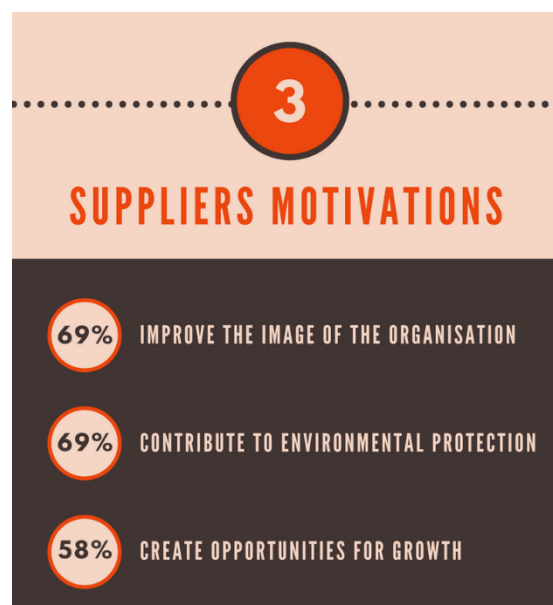 3
SUPPLIERS MOTIVATIONS
69% IMPROVE THE IMAGE OF THE ORGANISATION
69% CONTRIBUTE TO ENVIRONMENTAL PROTECTION
58% CREATE OPPORTUNITIES FOR GROWTH